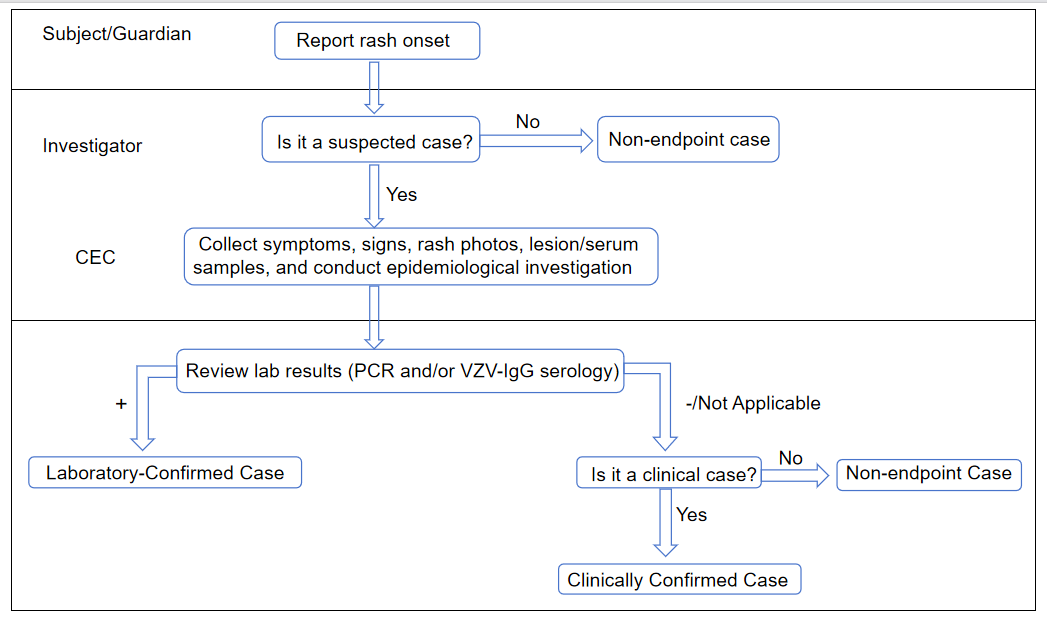 Subject/Guardian
Report rash onset
Investigator
Is it a suspected case?
No
Non-endpoint case
Yes
CEC
Collect symptoms, signs, rash photos, lesion/serum
samples, and conduct epidemiological investigation
Review lab results (PCR and/or VZV-IgG serology)
+
-/Not Applicable
Laboratory-Confirmed Case
Is it a clinical case?
No
Non-endpoint Case
Yes
Clinically Confirmed Case